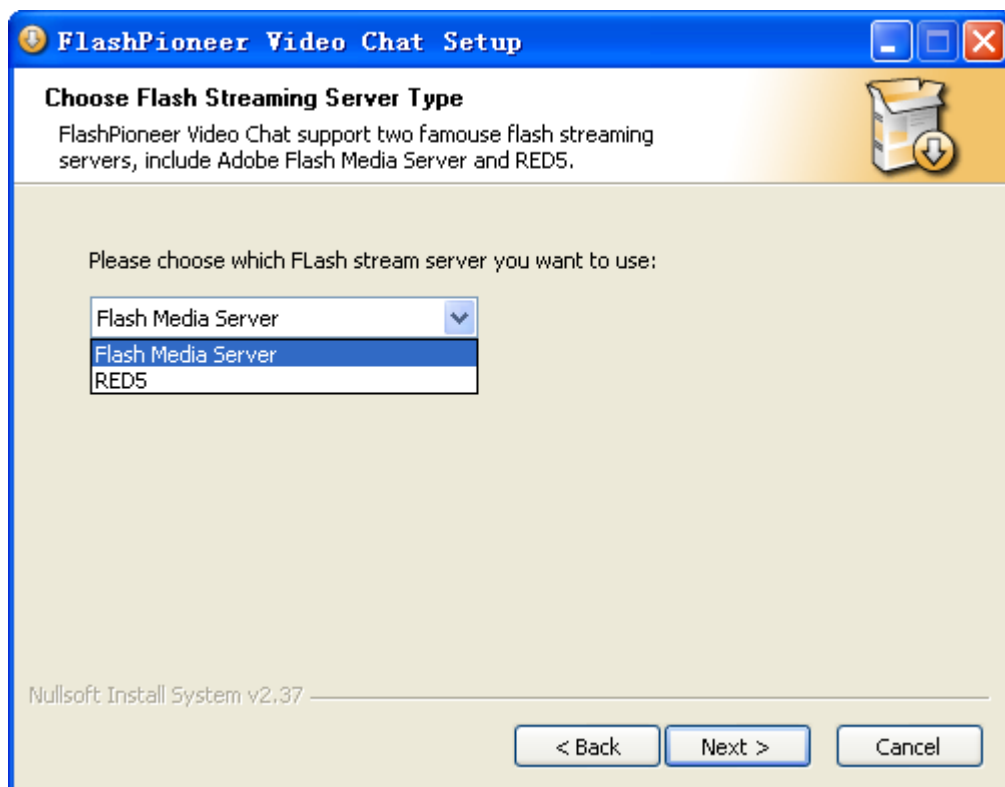 FlashPioneer Video Chat Setup
Choose Flash Streaming Server Type
FlashPioneer Video Chat support two famouse flash streaming
servers, include Adobe Flash Media Server and RED5.
Please choose which FLash stream server you want to use:
Flash Media Server
Flash Media Server
RED5
Nullsoft Install System v2.37
< Back
Next >
Cancel